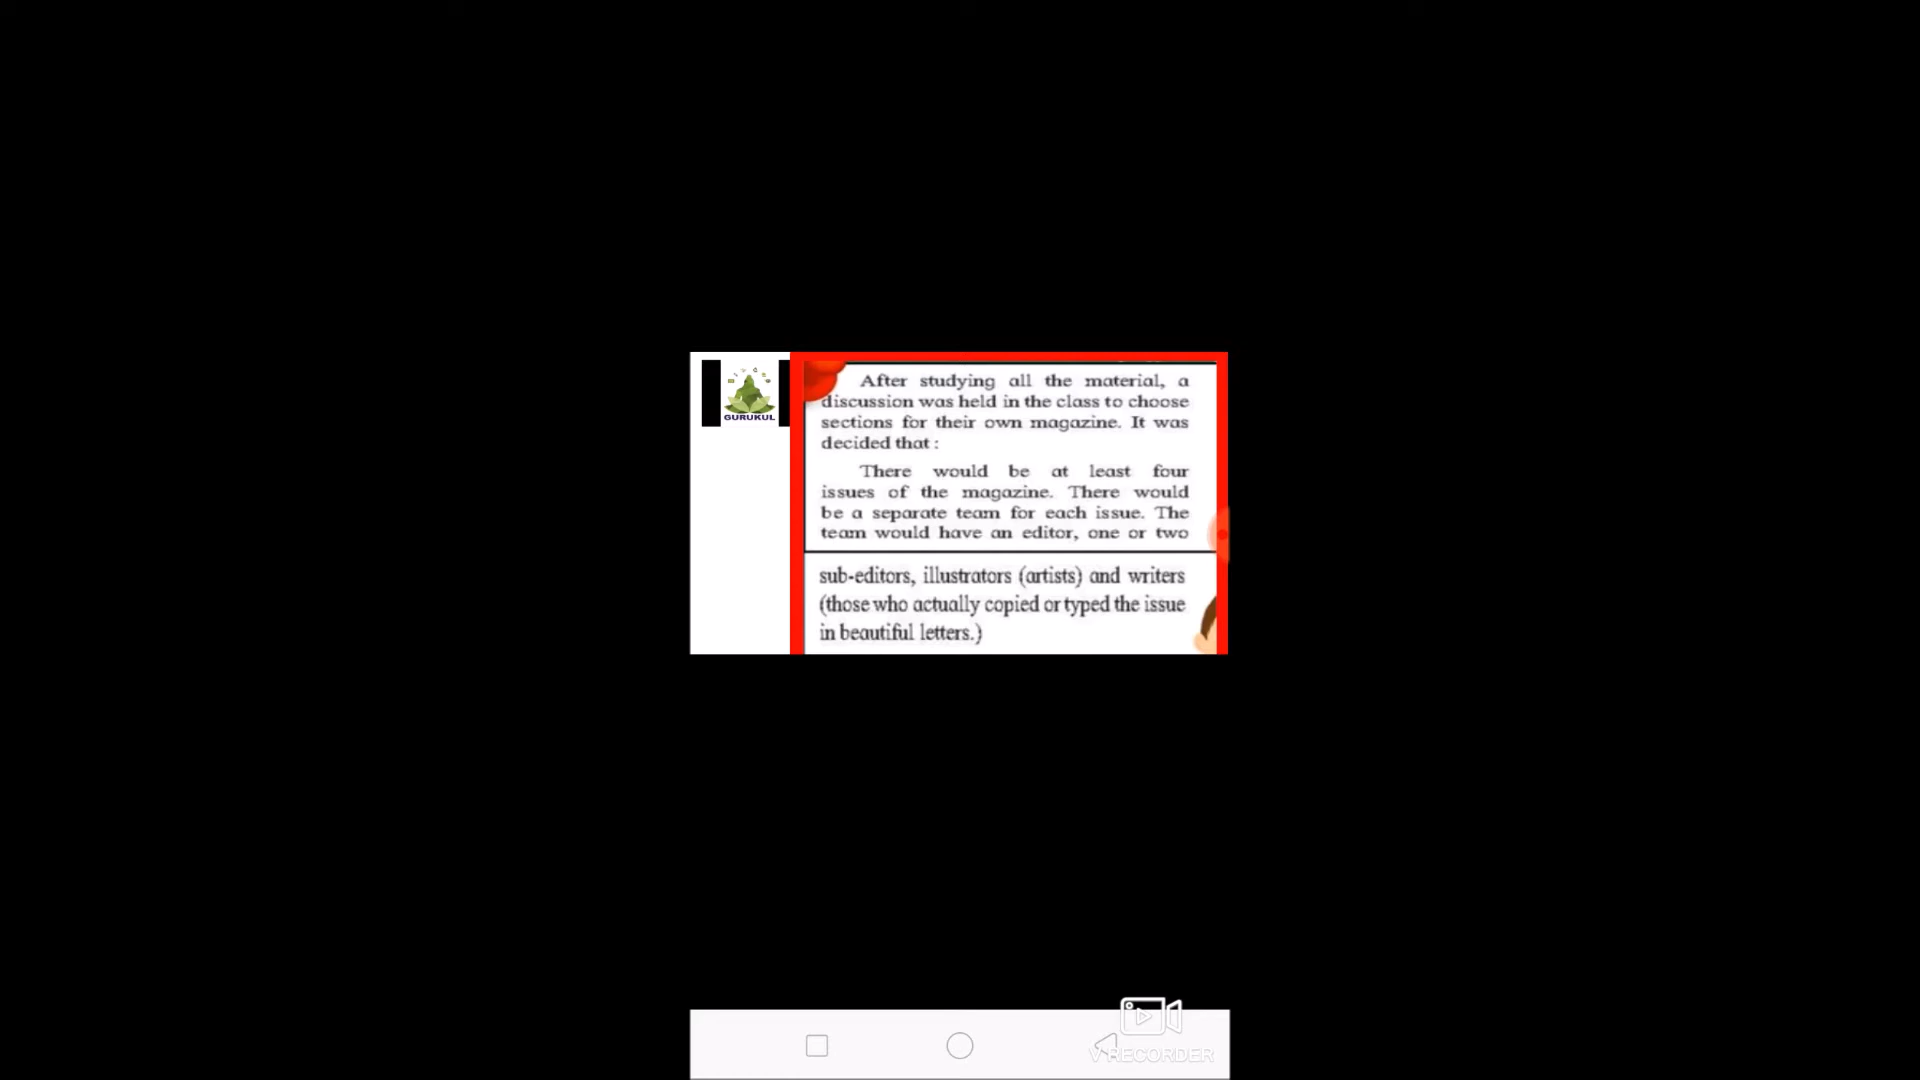 GURUKUL
After studying all the material, a
discussion was held in the class to choose
sections for their own magazine. It was
decided that :
There would be at least four
issues of the magazine. There would
be a separate team for each issue. The
team would have an editor, one or two
sub-editors, illustrators (artists) and writers
(those who actually copied or typed the issue
in beautiful letters.)
V RECORDER